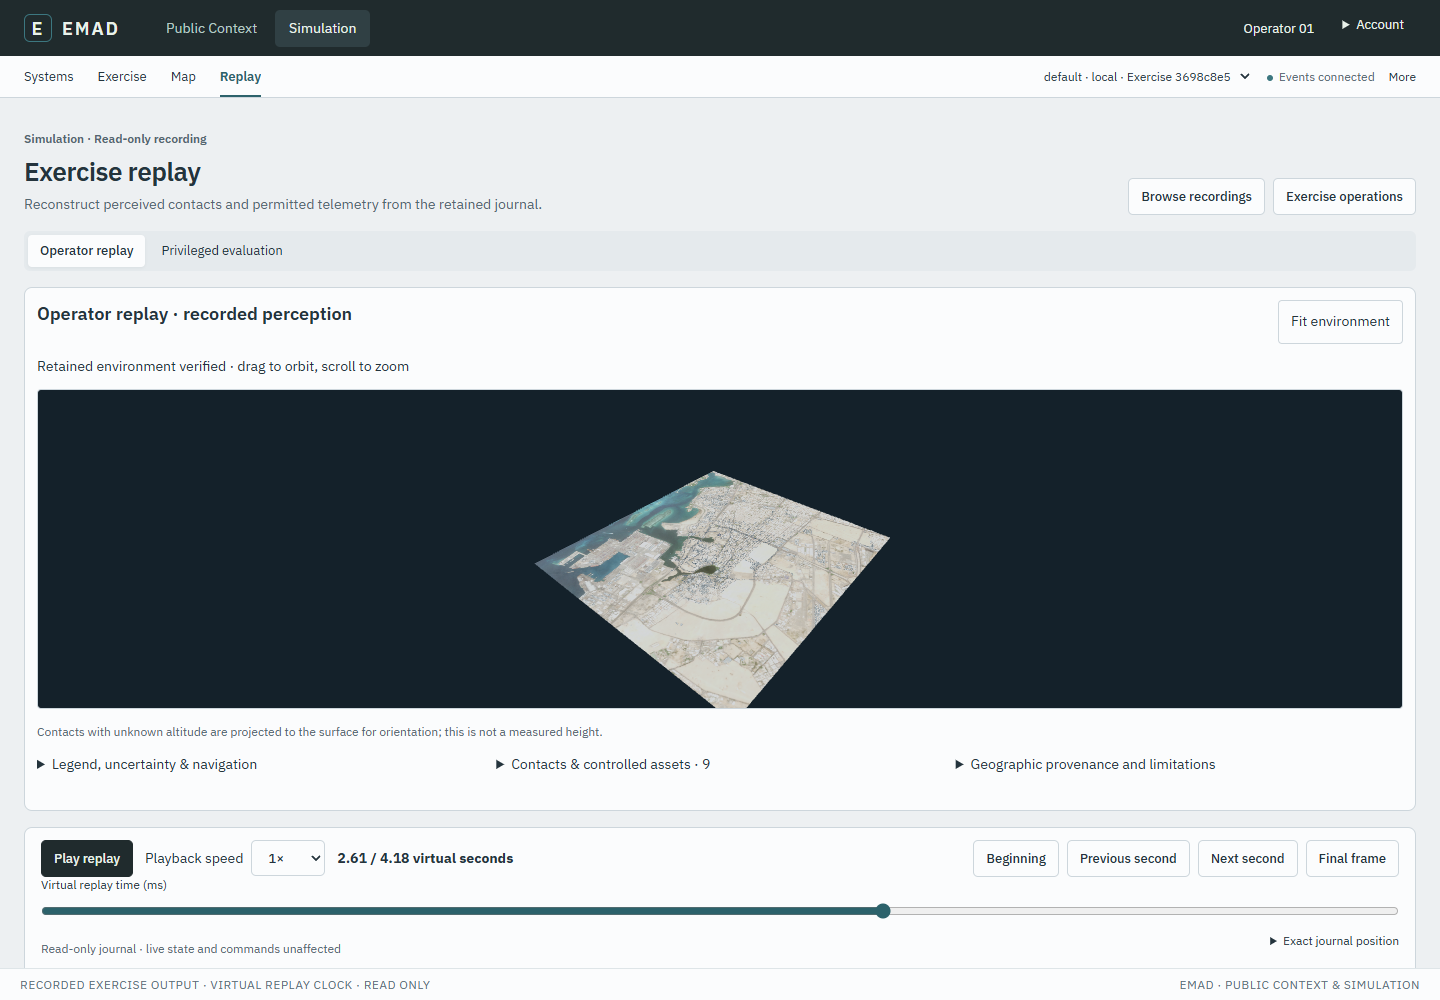 E EMAD Public Context Simulation Operator 01 Account
Systems Exercise Map Replay default · local · Exercise 3698c8e5 Events connected More
Simulation · Read-only recording
Exercise replay
Reconstruct perceived contacts and permitted telemetry from the retained journal.
Browse recordings Exercise operations
Operator replay Privileged evaluation
Operator replay · recorded perception
Fit environment
Retained environment verified · drag to orbit, scroll to zoom
Contacts with unknown altitude are projected to the surface for orientation; this is not a measured height.
Legend, uncertainty & navigation Contacts & controlled assets · 9 Geographic provenance and limitations
Play replay Playback speed 1× 2.61 / 4.18 virtual seconds Beginning Previous second Next second Final frame
Virtual replay time (ms)
Read-only journal · live state and commands unaffected Exact journal position
RECORDED EXERCISE OUTPUT · VIRTUAL REPLAY CLOCK · READ ONLY EMAD · PUBLIC CONTEXT & SIMULATION